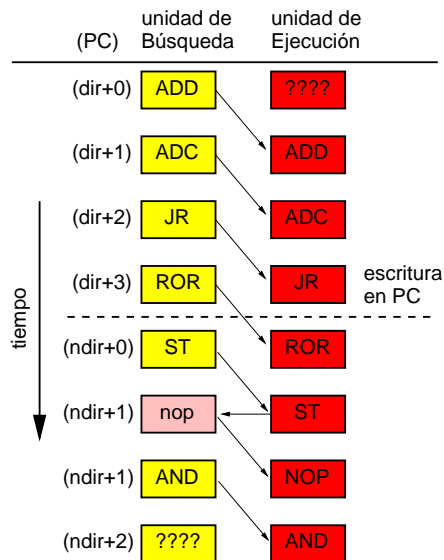 (PC) unidad de Búsqueda unidad de Ejecución
(dir+0) ADD ????
(dir+1) ADC ADD
(dir+2) JR ADC
(dir+3) ROR JR escritura en PC
(ndir+0) ST ROR
(ndir+1) nop ST
(ndir+1) AND NOP
(ndir+2) ???? AND
tiempo